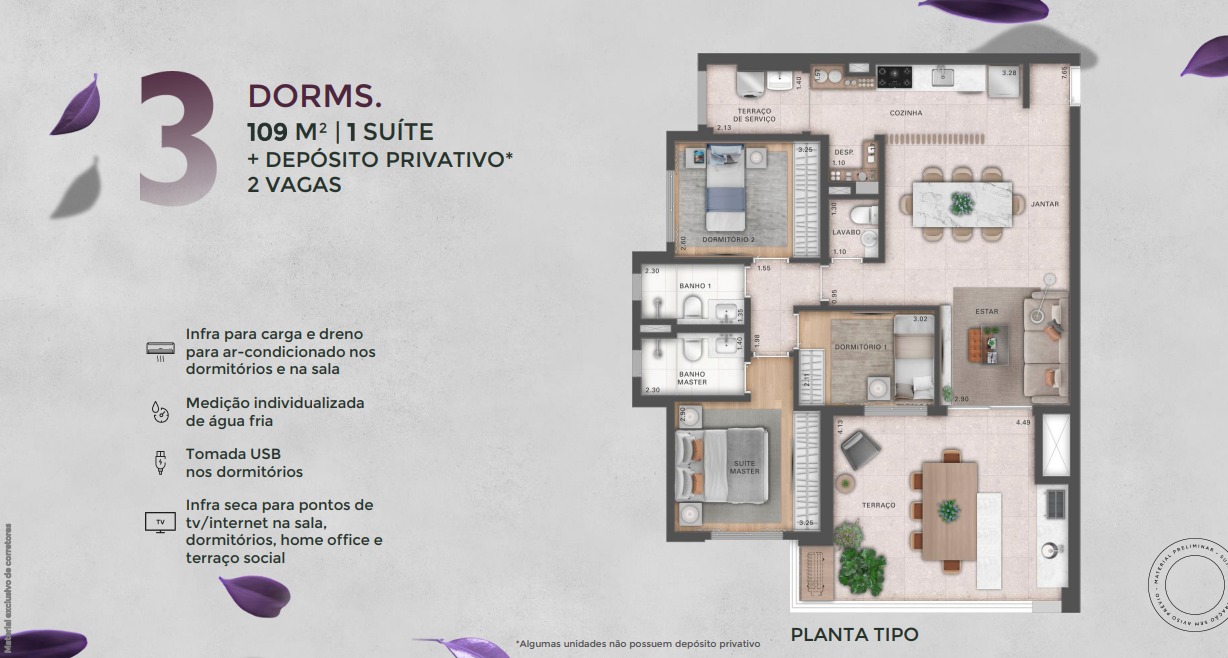 3
DORMS.
109 M² | 1 SUÍTE
+ DEPÓSITO PRIVATIVO*
2 VAGAS
Infra para carga e dreno
para ar-condicionado nos
dormitórios e na sala
Medição individualizada
de água fria
Tomada USB
nos dormitórios
TV
Infra seca para pontos de
tv/internet na sala,
dormitórios, home office e
terraço social
Material exclusivo de corretores
TERRAÇO
DE SERVIÇO
2.13
1.40
1.57
3.28
7.65
COZINHA
DESP.
1.10
3.25
DORMITÓRIO 2
2.60
1.30
LAVABO
1.10
JANTAR
2.30
BANHO 1
1.35
1.55
0.95
ESTAR
1.40
1.98
3.02
DORMITÓRIO 1
2.11
BANHO
MASTER
2.30
2.90
2.90
SUÍTE
MASTER
3.25
4.13
4.49
TERRAÇO
PLANTA TIPO
*Algumas unidades não possuem depósito privativo
MATERIAL PRELIMINAR
SEM AVISO PRÉVIO